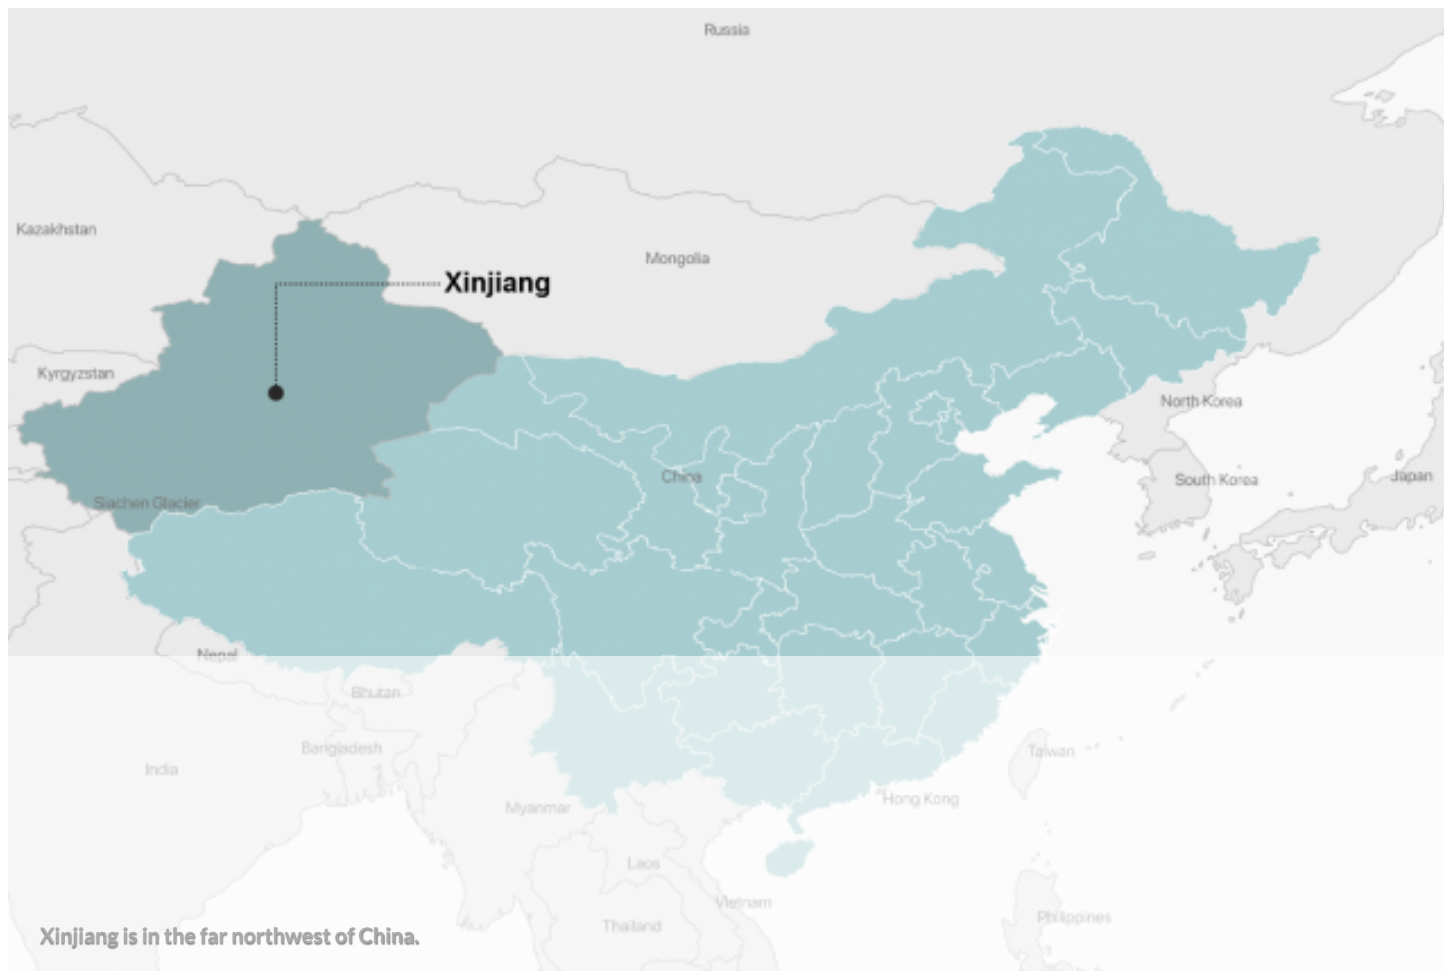 Russia
Kazakhstan
Mongolia
Xinjiang
Kyrgyzstan
North Korea
China
South Korea
Japan
Siachen Glacier
Nepal
Bhutan
Bangladesh
Taiwan
India
Hong Kong
Myanmar
Laos
Vietnam
Philippines
Thailand
Xinjiang is in the far northwest of China.